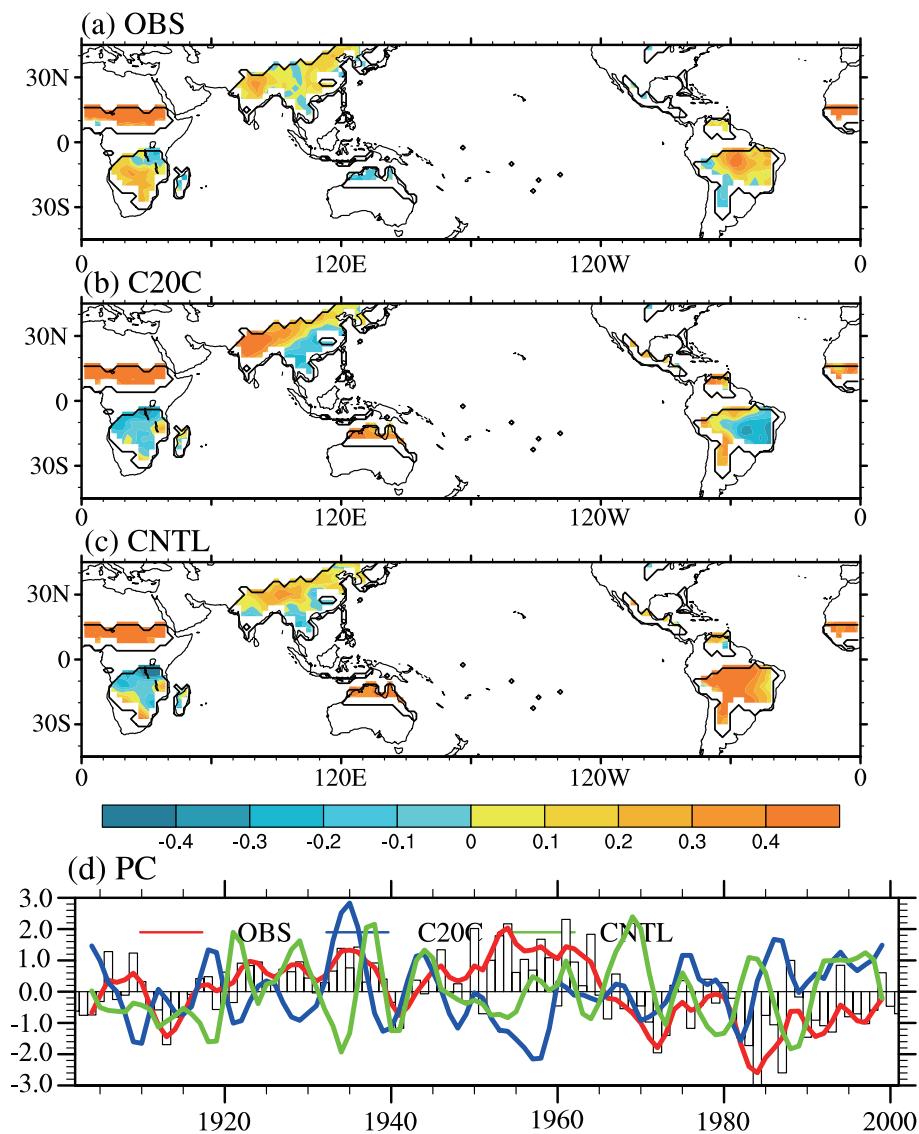 (a) OBS
30N
0
30S
0 120E 120W 0
(b) C20C
30N
0
30S
0 120E 120W 0
(c) CNTL
30N
0
30S
0 120E 120W 0
-0.4 -0.3 -0.2 -0.1 0 0.1 0.2 0.3 0.4
(d) PC
3.0
OBS C20C CNTL
2.0
1.0
0.0
-1.0
-2.0
-3.0
1920 1940 1960 1980 2000